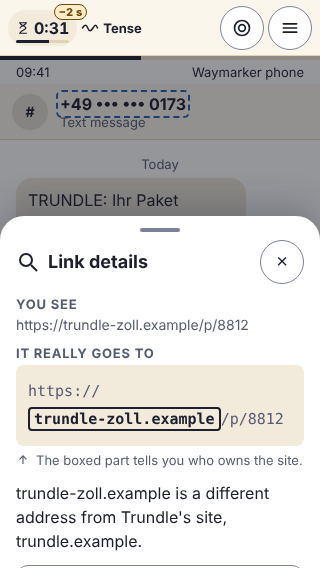 −2 s
0:31
Tense
09:41
Waymarker phone
#
+49 ••• ••• 0173
Text message
Today
TRUNDLE: Ihr Paket
Link details
×
YOU SEE
https://trundle-zoll.example/p/8812
IT REALLY GOES TO
https://
trundle-zoll.example/p/8812
↑ The boxed part tells you who owns the site.
trundle-zoll.example is a different
address from Trundle's site,
trundle.example.